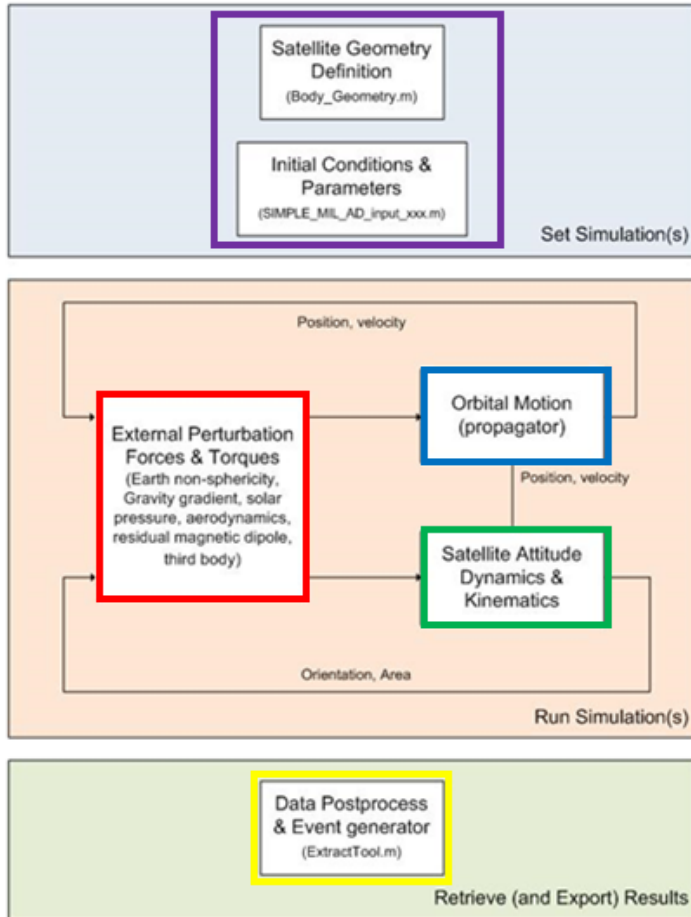 Satellite Geometry
Definition
(Body_Geometry.m)
Initial Conditions &
Parameters
(SIMPLE_MIL_AD_input_xxx.m)
Set Simulation(s)
Position, velocity
External Perturbation
Forces & Torques
(Earth non-sphericity,
Gravity gradient, solar
pressure, aerodynamics,
residual magnetic dipole,
third body)
Orbital Motion
(propagator)
Position, velocity
Satellite Attitude
Dynamics &
Kinematics
Orientation, Area
Run Simulation(s)
Data Postprocess
& Event generator
(ExtractTool.m)
Retrieve (and Export) Results